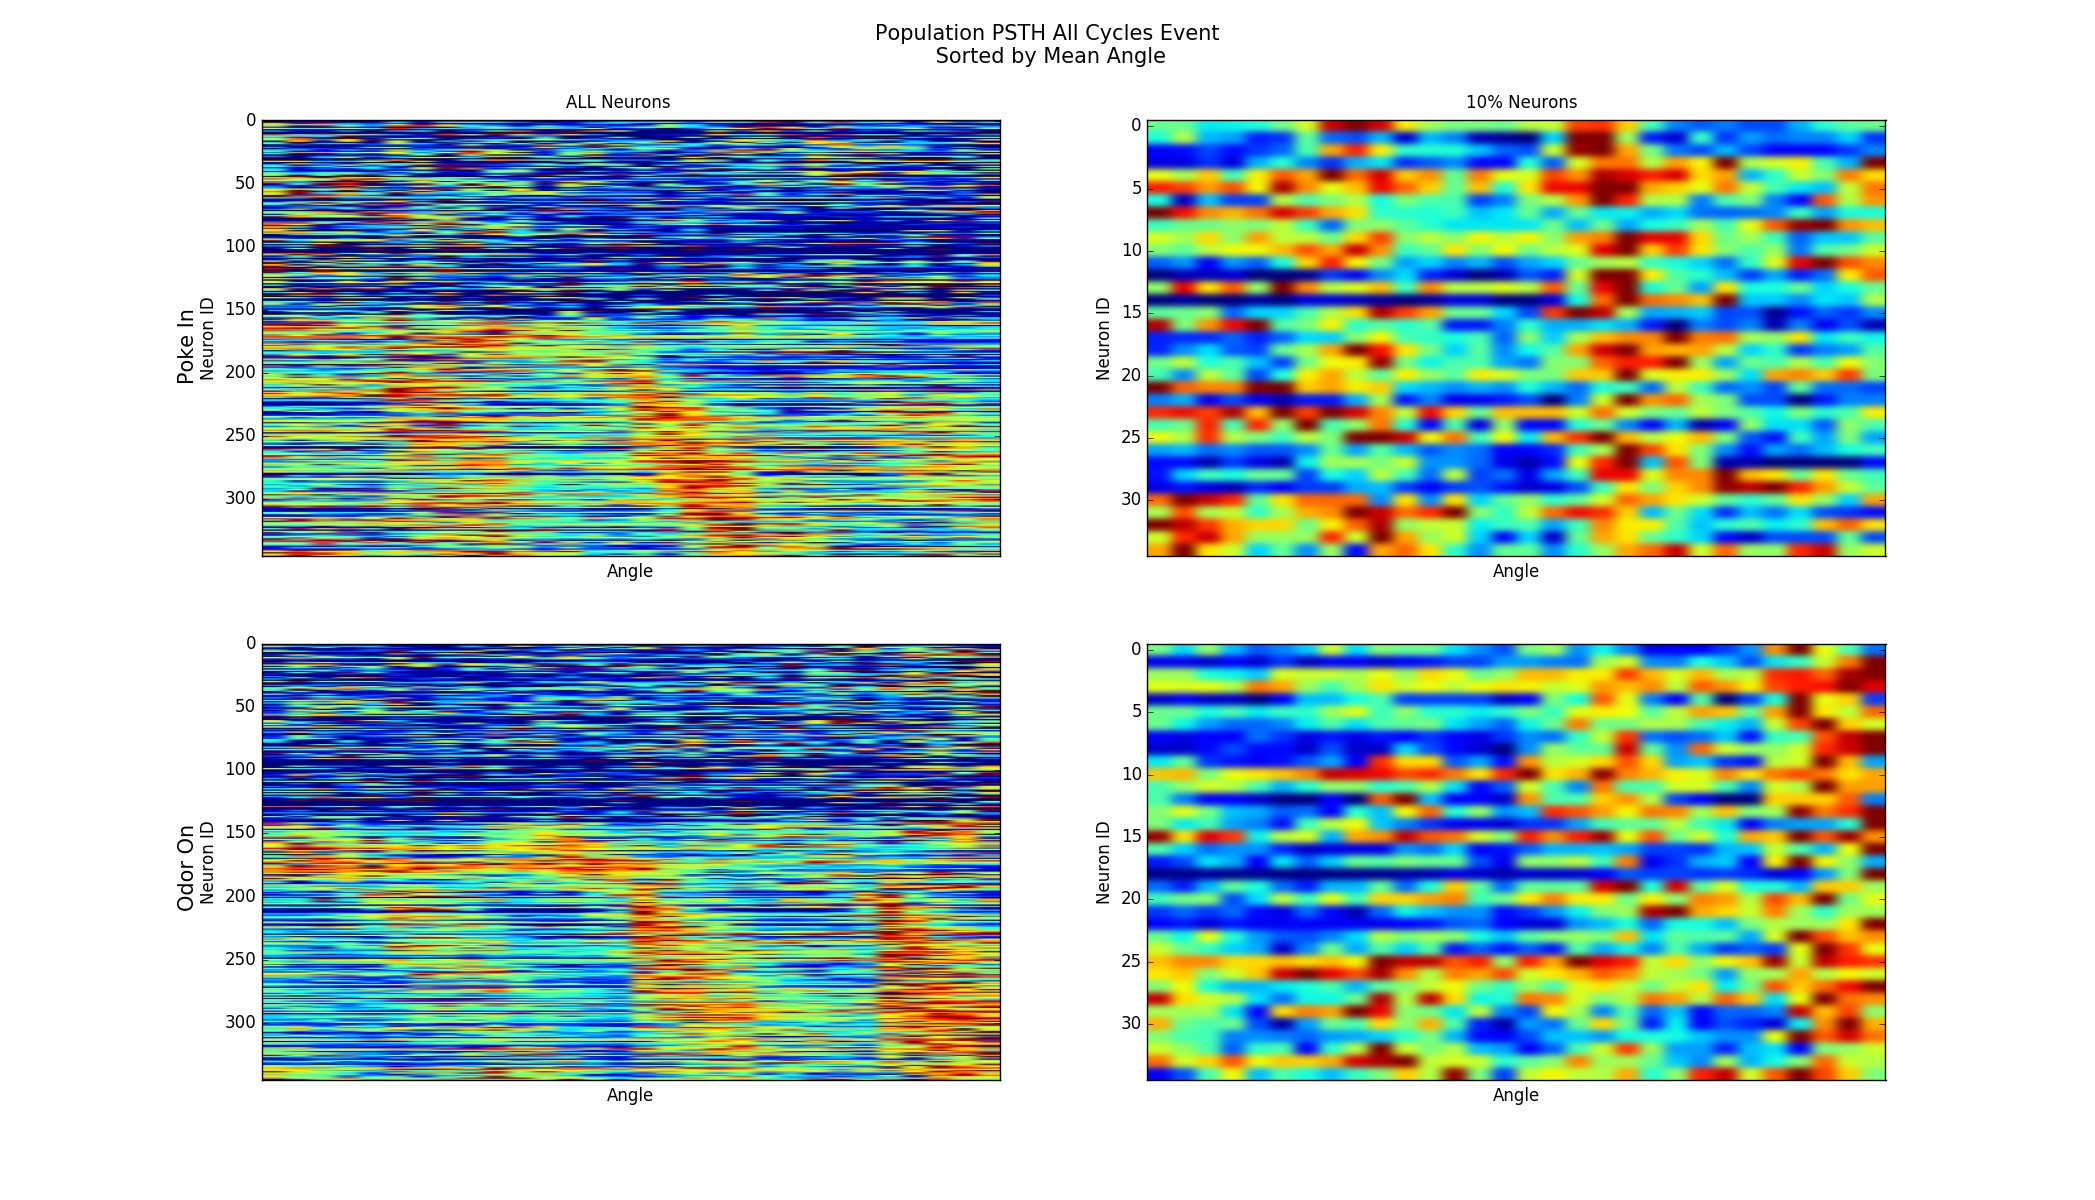 Population PSTH All Cycles Event
Sorted by Mean Angle
ALL Neurons
10% Neurons
Poke In
Neuron ID
0
50
100
150
200
250
300
Angle
Neuron ID
0
5
10
15
20
25
30
Angle
Odor On
Neuron ID
0
50
100
150
200
250
300
Angle
Neuron ID
0
5
10
15
20
25
30
Angle